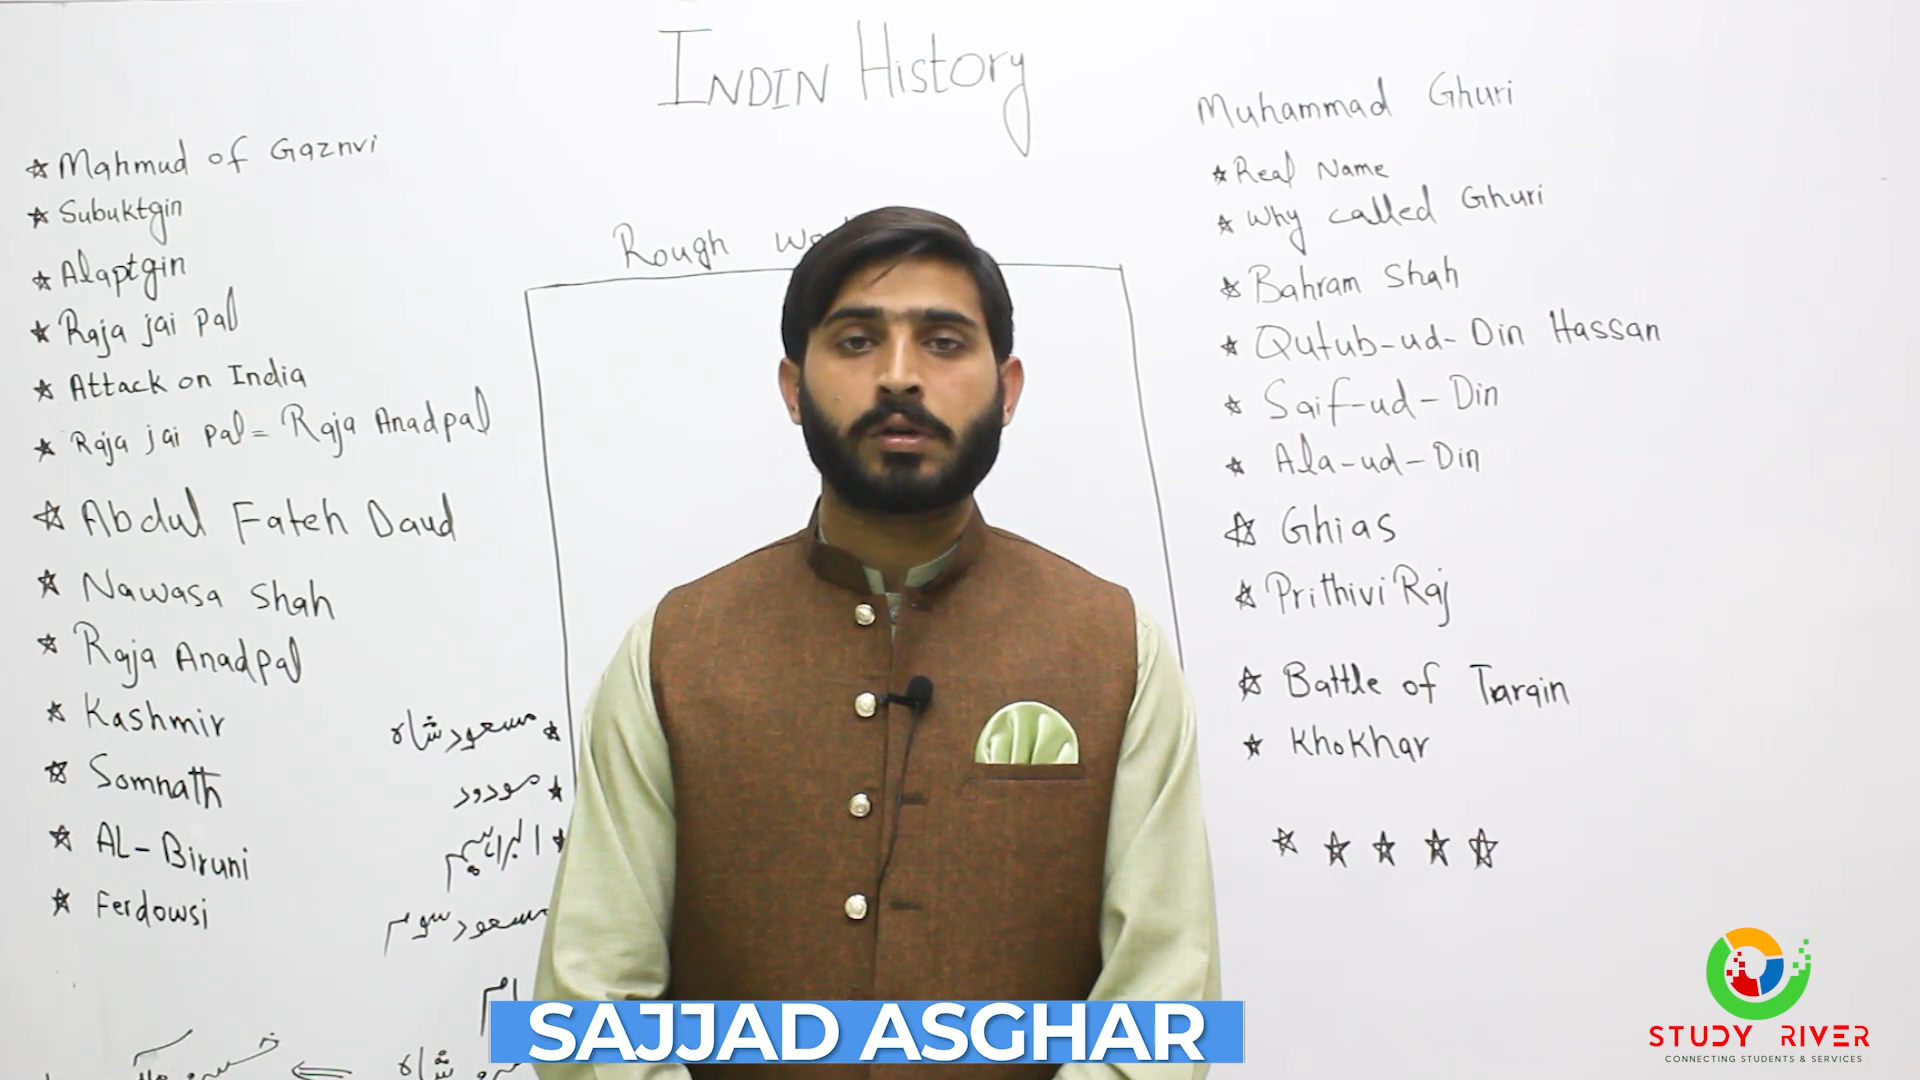 INDIN History
★ Mahmud of Gaznvi
★ Subuktgin
★ Alaptgin
★ Raja jai pal
★ Attack on India
★ Raja jai pal = Raja Anadpal
★ Abdul Fateh Daud
★ Nawasa Shah
★ Raja Anadpal
★ Kashmir
★ Somnath
★ AL-Biruni
★ Ferdowsi
★ مسعود شاہ
★ مودود
★ ابراہیم
مسعود سوم
شاہ ⇐ خسرو
Rough
Muhammad Ghuri
★ Real Name
★ Why called Ghuri
★ Bahram Shah
★ Qutub-ud-Din Hassan
★ Saif-ud-Din
★ Ala-ud-Din
★ Ghias
★ Prithivi Raj
★ Battle of Tarain
★ Khokhar
★ ★ ★ ★ ★
SAJJAD ASGHAR
STUDY RIVER
CONNECTING STUDENTS & SERVICES